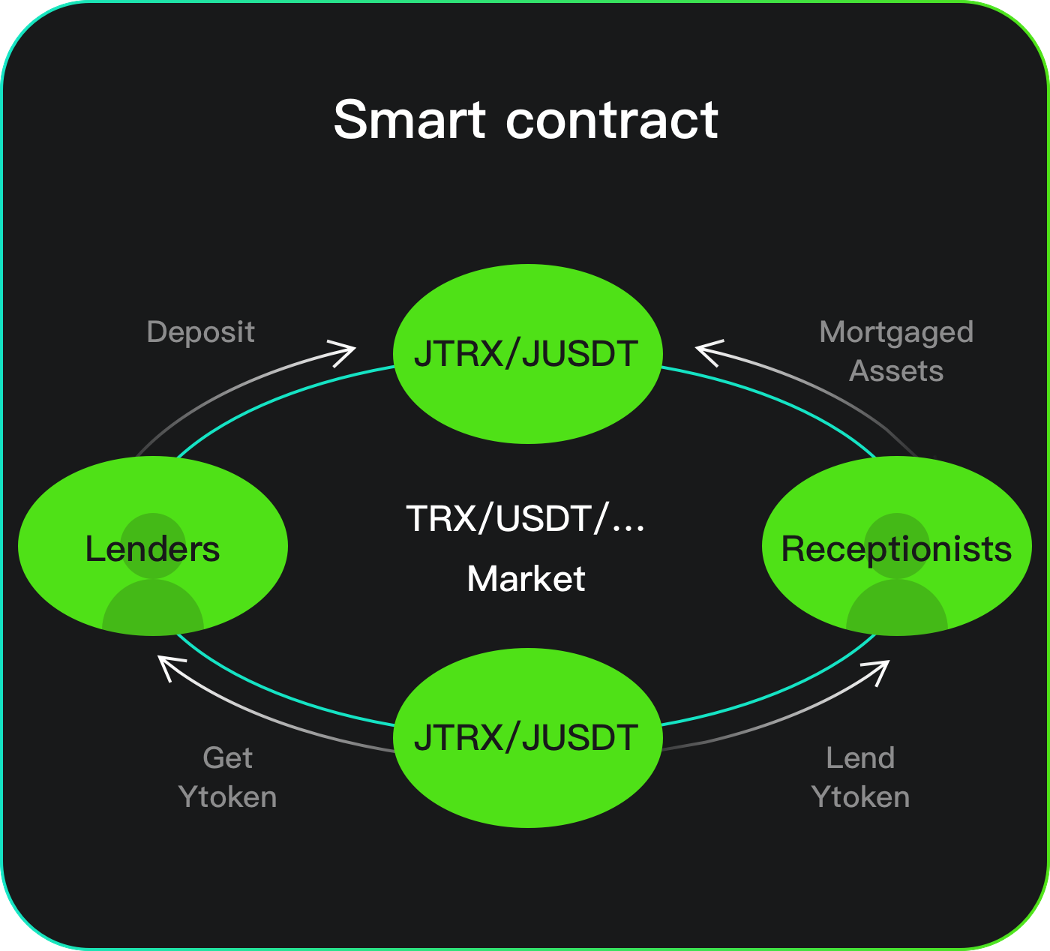 Smart contract
JTRX/JUSDT
Deposit
Mortgaged
Assets
TRX/USDT/...
Market
Lenders
Receptionists
JTRX/JUSDT
Get
Ytoken
Lend
Ytoken